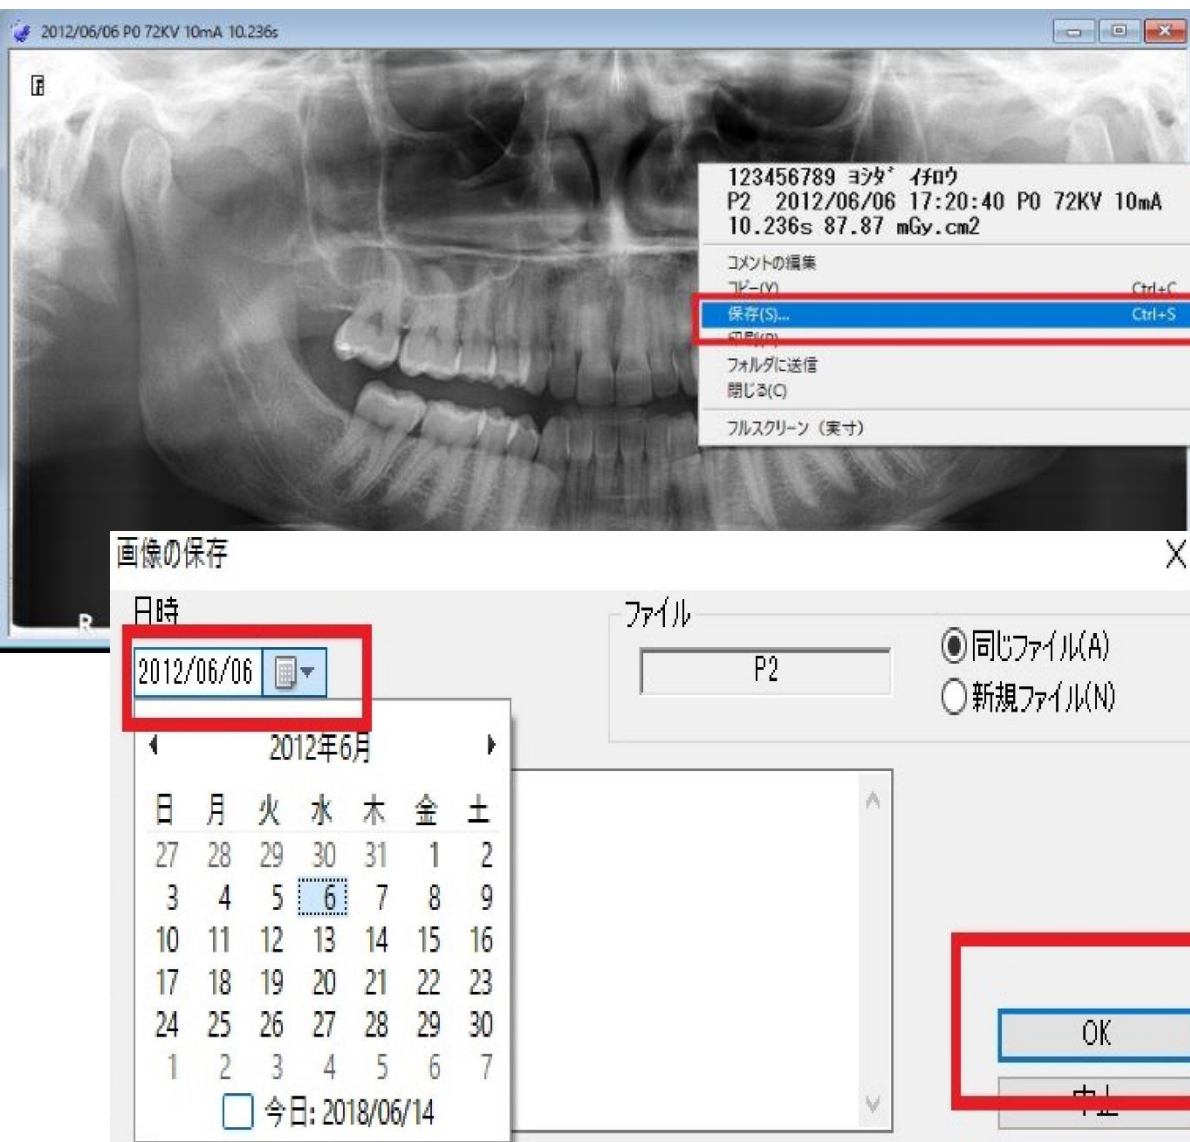 2012/06/06 P0 72KV 10mA 10.236s
F
123456789 ﾖｼﾀﾞ ｲﾁﾛｳ
P2 2012/06/06 17:20:40 P0 72KV 10mA
10.236s 87.87 mGy.cm2
コメントの編集
コピー(Y) Ctrl+C
保存(S)... Ctrl+S
印刷(P)
フォルダに送信
閉じる(C)
フルスクリーン（実寸）
R
画像の保存 X
日時
2012/06/06
ファイル
P2
同じファイル(A)
新規ファイル(N)
2012年6月
日 月 火 水 木 金 土
27 28 29 30 31 1 2
3 4 5 6 7 8 9
10 11 12 13 14 15 16
17 18 19 20 21 22 23
24 25 26 27 28 29 30
1 2 3 4 5 6 7
今日: 2018/06/14
OK
中止